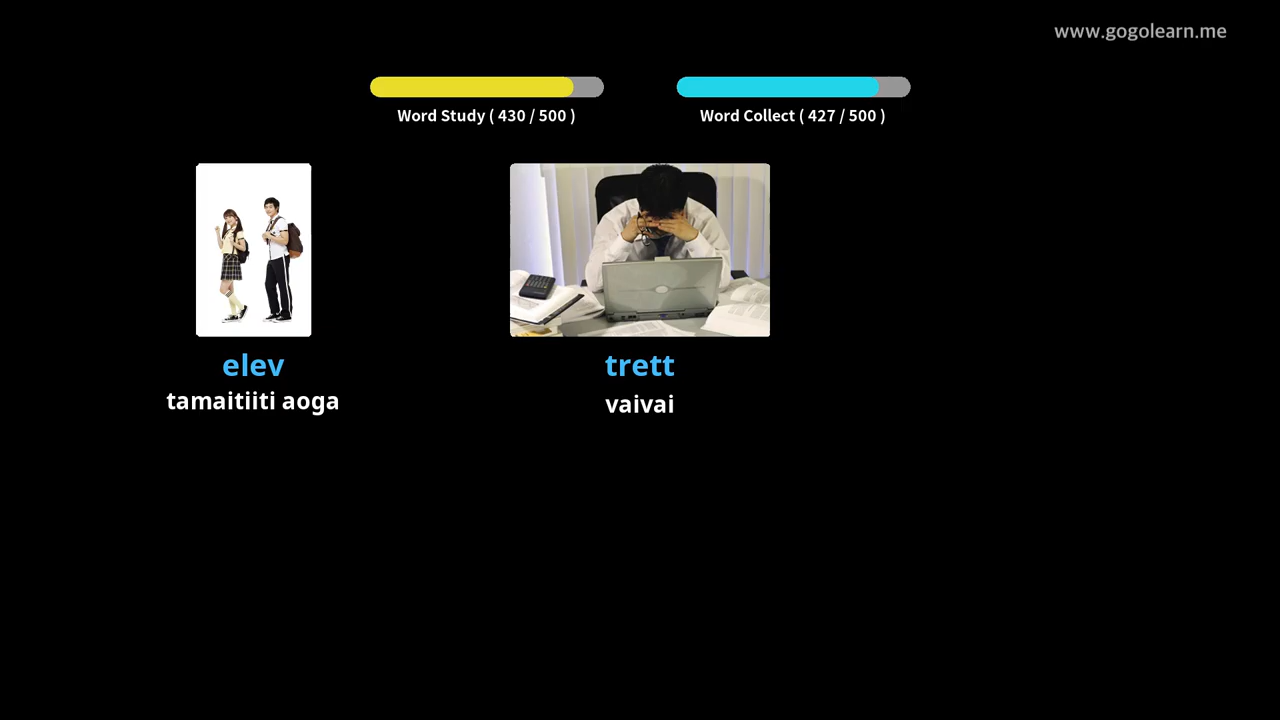 www.gogolearn.me
Word Study ( 430 / 500 )
Word Collect ( 427 / 500 )
elev
tamaitiiti aoga
trett
vaivai